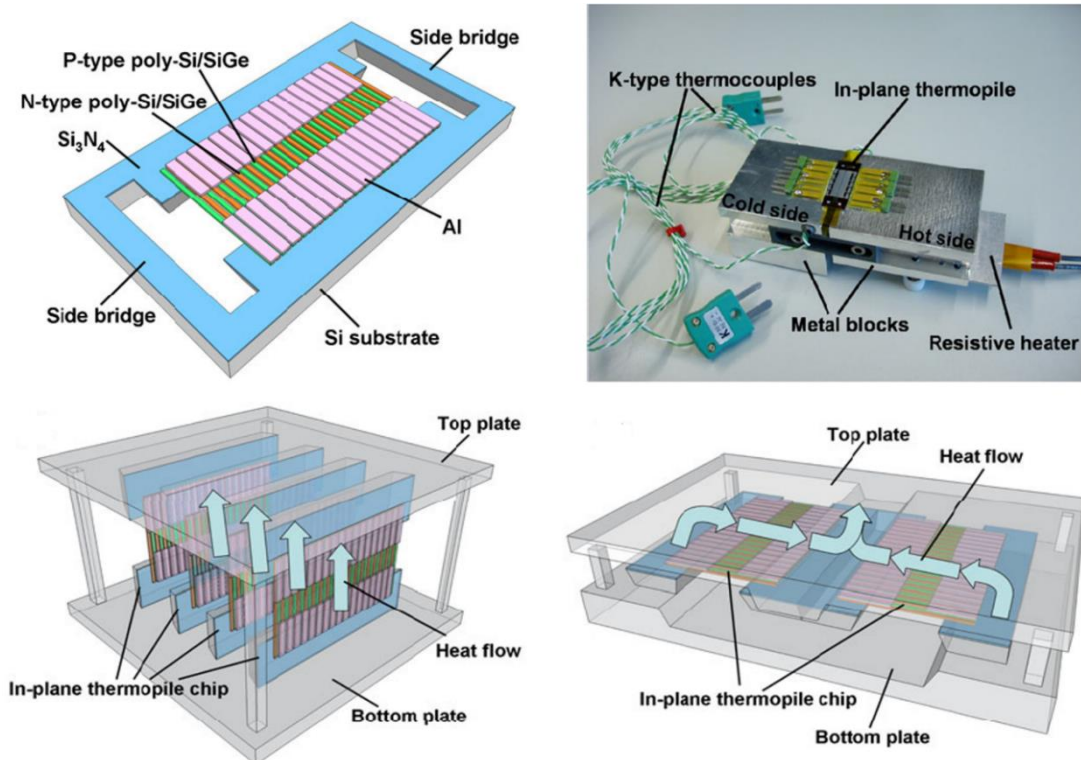 Side bridge
P-type poly-Si/SiGe
N-type poly-Si/SiGe
Si₃N₄
Al
Side bridge
Si substrate
K-type thermocouples
In-plane thermopile
Cold side
Hot side
Metal blocks
Resistive heater
Top plate
Heat flow
In-plane thermopile chip
Bottom plate
Top plate
Heat flow
In-plane thermopile chip
Bottom plate